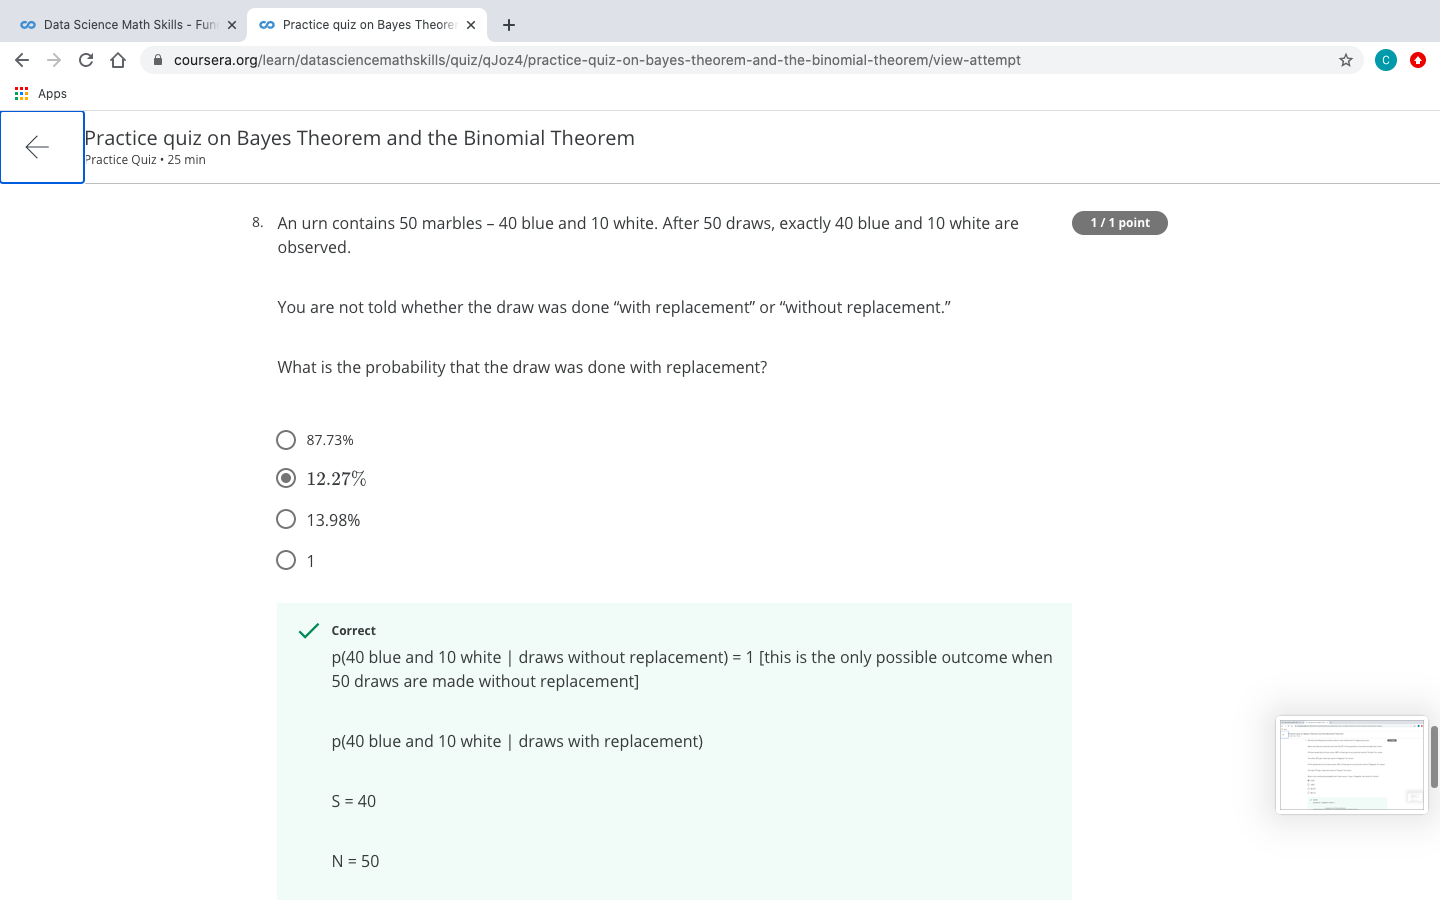 Data Science Math Skills - Fun
Practice quiz on Bayes Theore
coursera.org/learn/datasciencemathskills/quiz/qJoz4/practice-quiz-on-bayes-theorem-and-the-binomial-theorem/view-attempt
C
Apps
Practice quiz on Bayes Theorem and the Binomial Theorem
Practice Quiz • 25 min
8. An urn contains 50 marbles – 40 blue and 10 white. After 50 draws, exactly 40 blue and 10 white are
observed.
1 / 1 point
You are not told whether the draw was done “with replacement” or “without replacement.”
What is the probability that the draw was done with replacement?
87.73%
12.27%
13.98%
1
Correct
p(40 blue and 10 white | draws without replacement) = 1 [this is the only possible outcome when
50 draws are made without replacement]
p(40 blue and 10 white | draws with replacement)
S = 40
N = 50